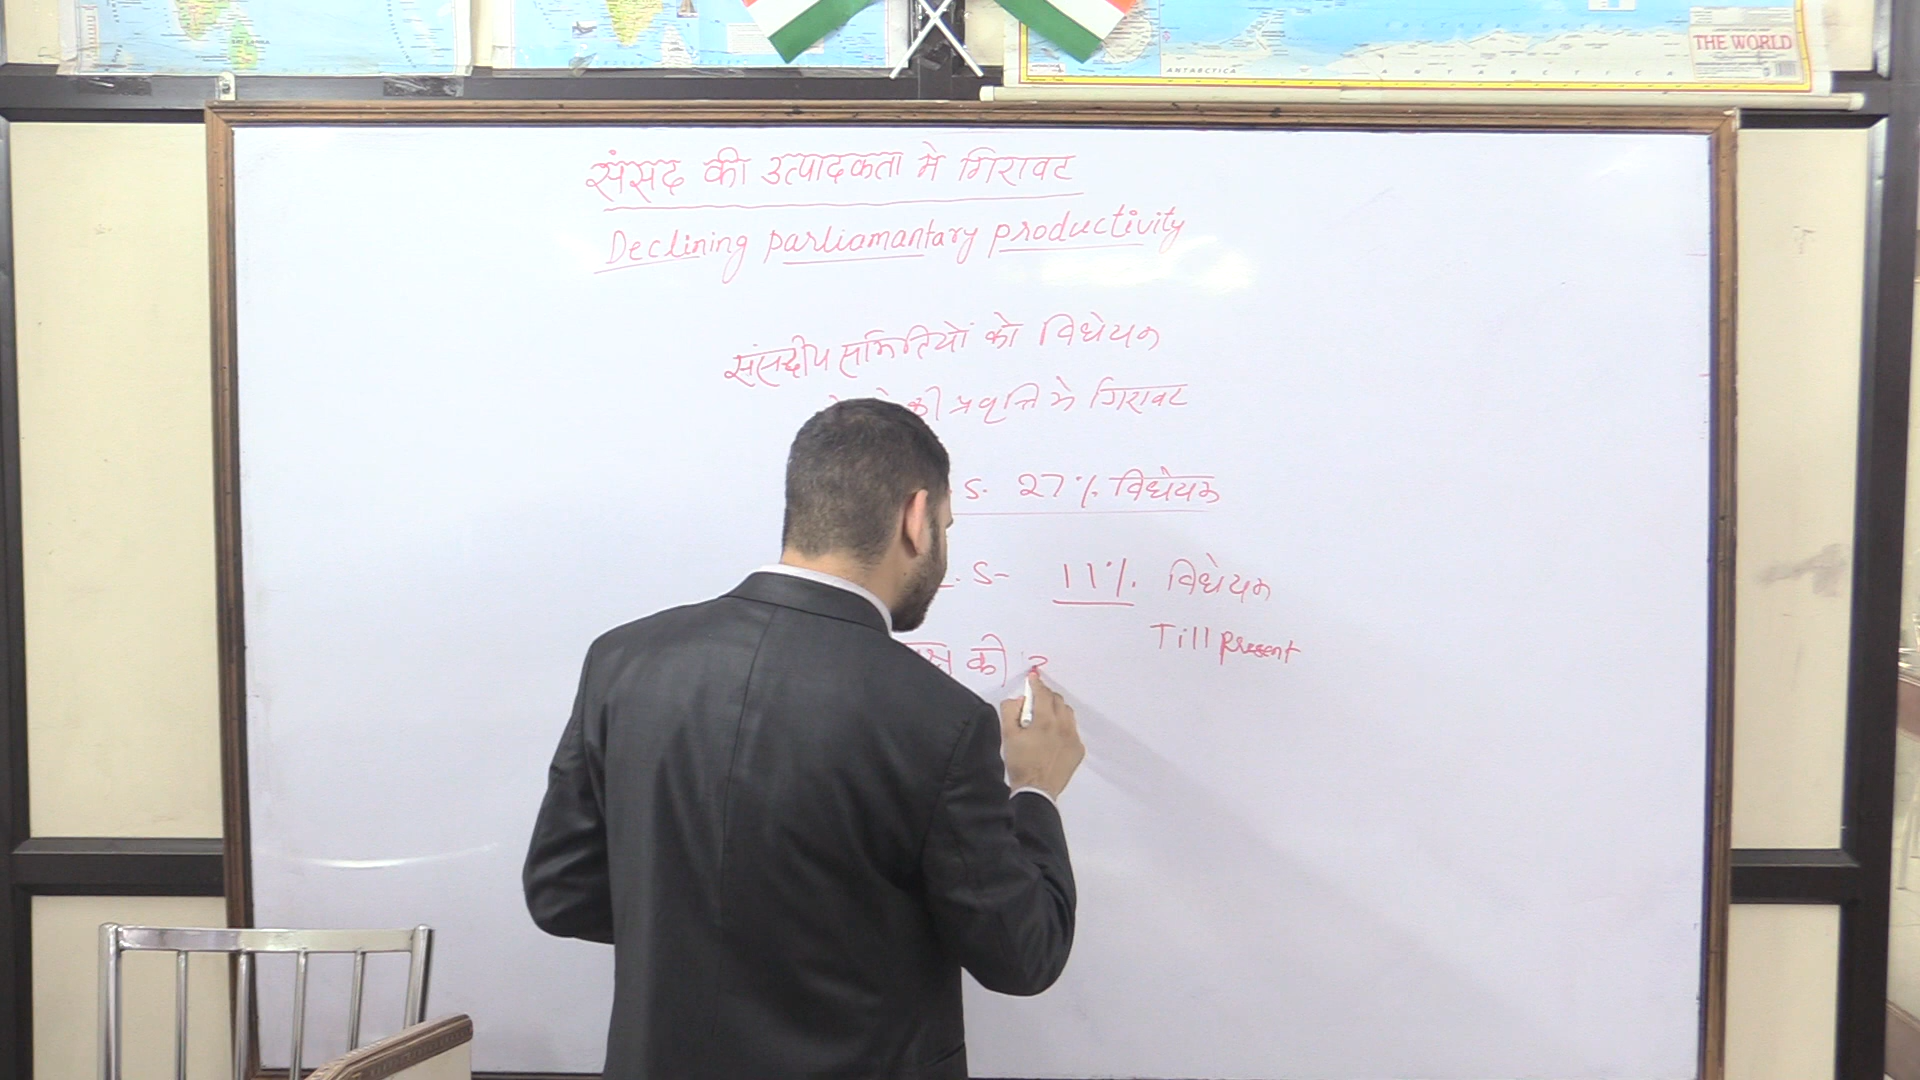 THE WORLD
ANTARCTICA
संसद की उत्पादकता मे गिरावट
Declining parliamantary productivity
संसदीय समितियों को विधेयक
की प्रवृत्ति मे गिरावट
S. 27% विधेयक
L.S- 11% विधेयक
Till present
को